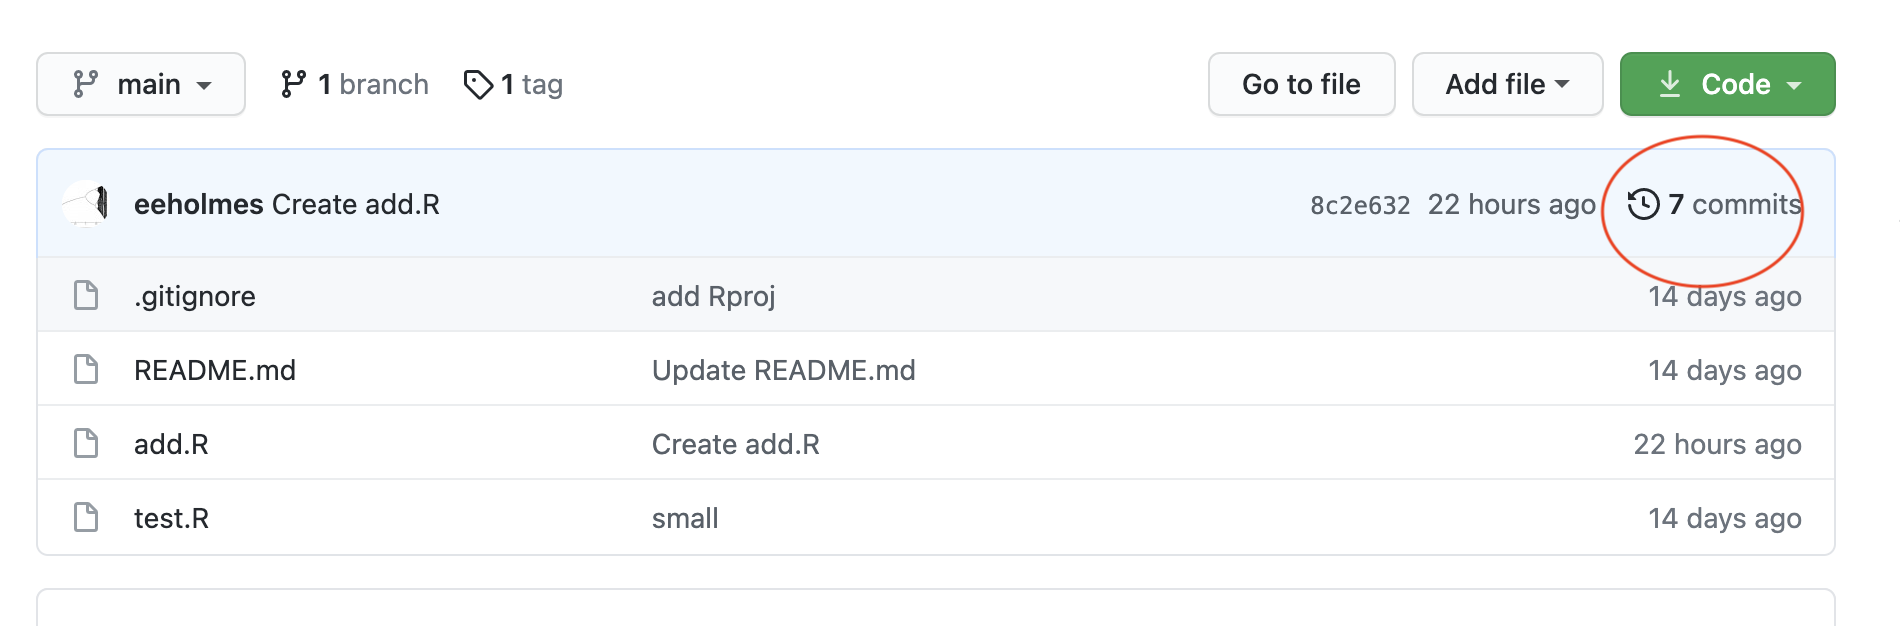 main 1 branch 1 tag Go to file Add file Code
eeholmes Create add.R 8c2e632 22 hours ago 7 commits
.gitignore add Rproj 14 days ago
README.md Update README.md 14 days ago
add.R Create add.R 22 hours ago
test.R small 14 days ago